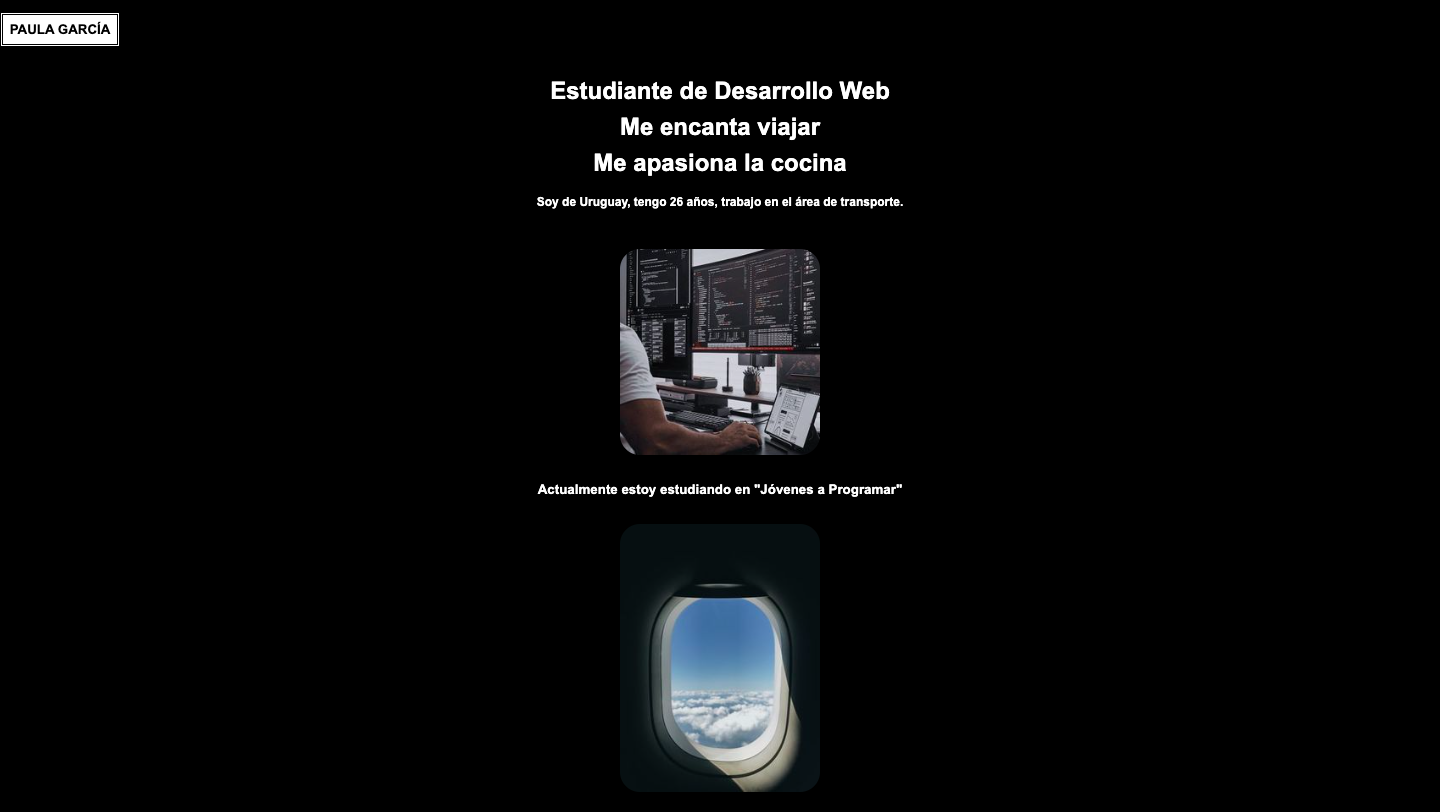 PAULA GARCÍA
Estudiante de Desarrollo Web
Me encanta viajar
Me apasiona la cocina
Soy de Uruguay, tengo 26 años, trabajo en el área de transporte.
Actualmente estoy estudiando en "Jóvenes a Programar"